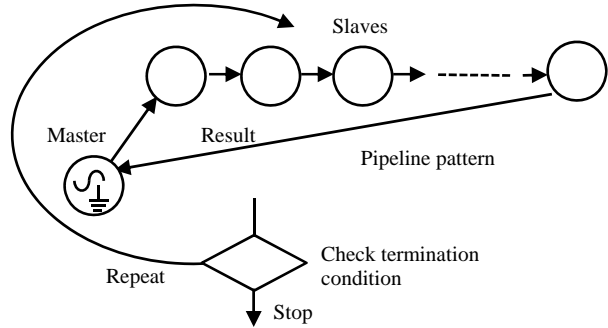 Slaves
Master
Result
Pipeline pattern
Check termination
condition
Repeat
Stop